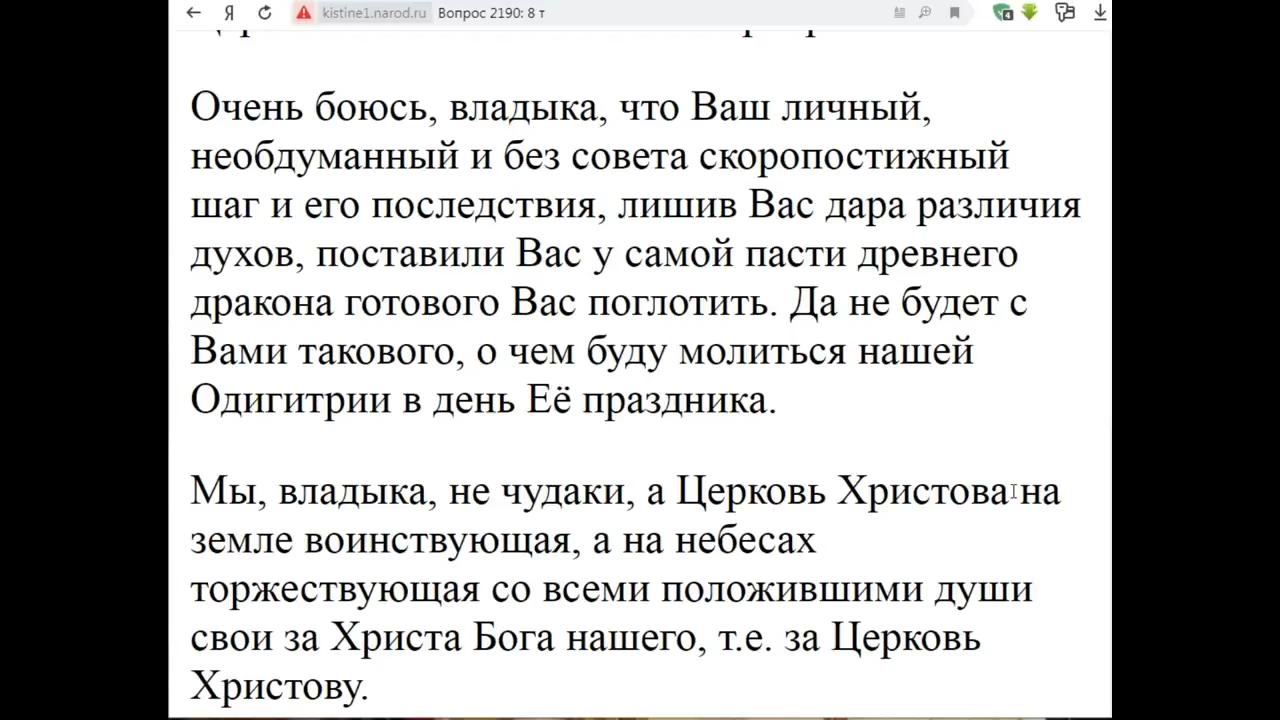 kistine1.narod.ru Вопрос 2190: 8 т
Очень боюсь, владыка, что Ваш личный,
необдуманный и без совета скоропостижный
шаг и его последствия, лишив Вас дара различия
духов, поставили Вас у самой пасти древнего
дракона готового Вас поглотить. Да не будет с
Вами такового, о чем буду молиться нашей
Одигитрии в день Её праздника.
Мы, владыка, не чудаки, а Церковь Христова на
земле воинствующая, а на небесах
торжествующая со всеми положившими души
свои за Христа Бога нашего, т.е. за Церковь
Христову.